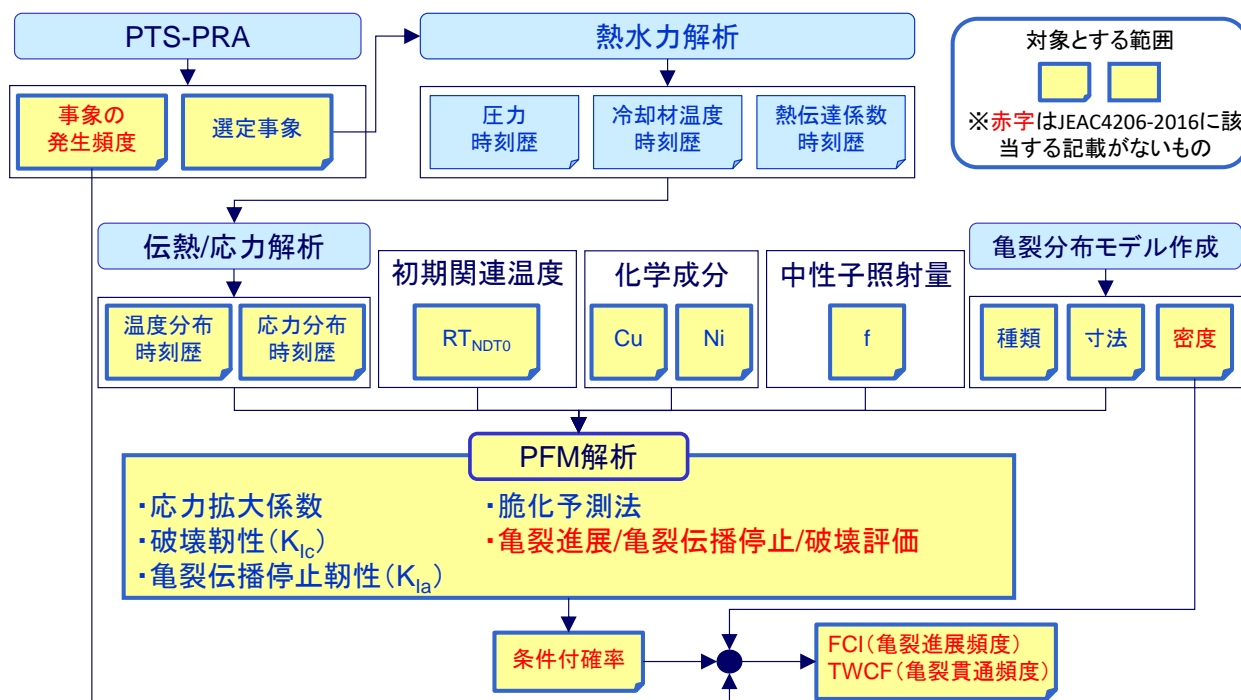 PTS-PRA
熱水力解析
対象とする範囲
※赤字はJEAC4206-2016に該
当する記載がないもの
事象の
発生頻度
選定事象
圧力
時刻歴
冷却材温度
時刻歴
熱伝達係数
時刻歴
伝熱/応力解析
初期関連温度
化学成分
中性子照射量
亀裂分布モデル作成
温度分布
時刻歴
応力分布
時刻歴
RTNDT0
Cu
Ni
f
種類
寸法
密度
PFM解析
・応力拡大係数
・破壊靭性(KIc)
・亀裂伝播停止靭性(KIa)
・脆化予測法
・亀裂進展/亀裂伝播停止/破壊評価
条件付確率
FCI(亀裂進展頻度)
TWCF(亀裂貫通頻度)